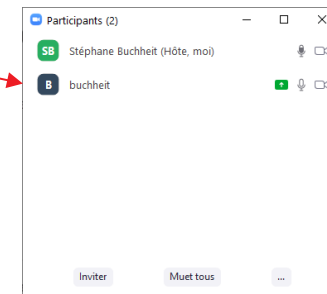 Participants (2)
SB Stéphane Buchheit (Hôte, moi)
B buchheit
Inviter Muet tous ...